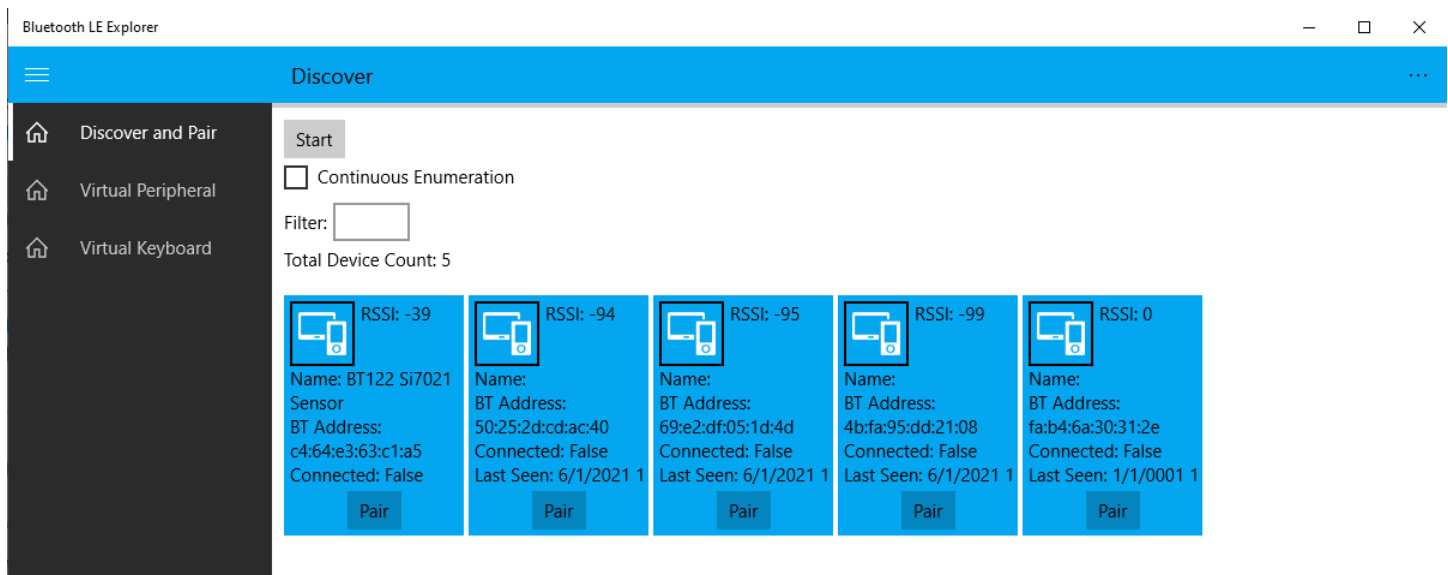 Bluetooth LE Explorer
Discover
...
Discover and Pair
Virtual Peripheral
Virtual Keyboard
Start
Continuous Enumeration
Filter:
Total Device Count: 5
RSSI: -39
Name: BT122 Si7021
Sensor
BT Address:
c4:64:e3:63:c1:a5
Connected: False
Pair
RSSI: -94
Name:
BT Address:
50:25:2d:cd:ac:40
Connected: False
Last Seen: 6/1/2021 1
Pair
RSSI: -95
Name:
BT Address:
69:e2:df:05:1d:4d
Connected: False
Last Seen: 6/1/2021 1
Pair
RSSI: -99
Name:
BT Address:
4b:fa:95:dd:21:08
Connected: False
Last Seen: 6/1/2021 1
Pair
RSSI: 0
Name:
BT Address:
fa:b4:6a:30:31:2e
Connected: False
Last Seen: 1/1/0001 1
Pair